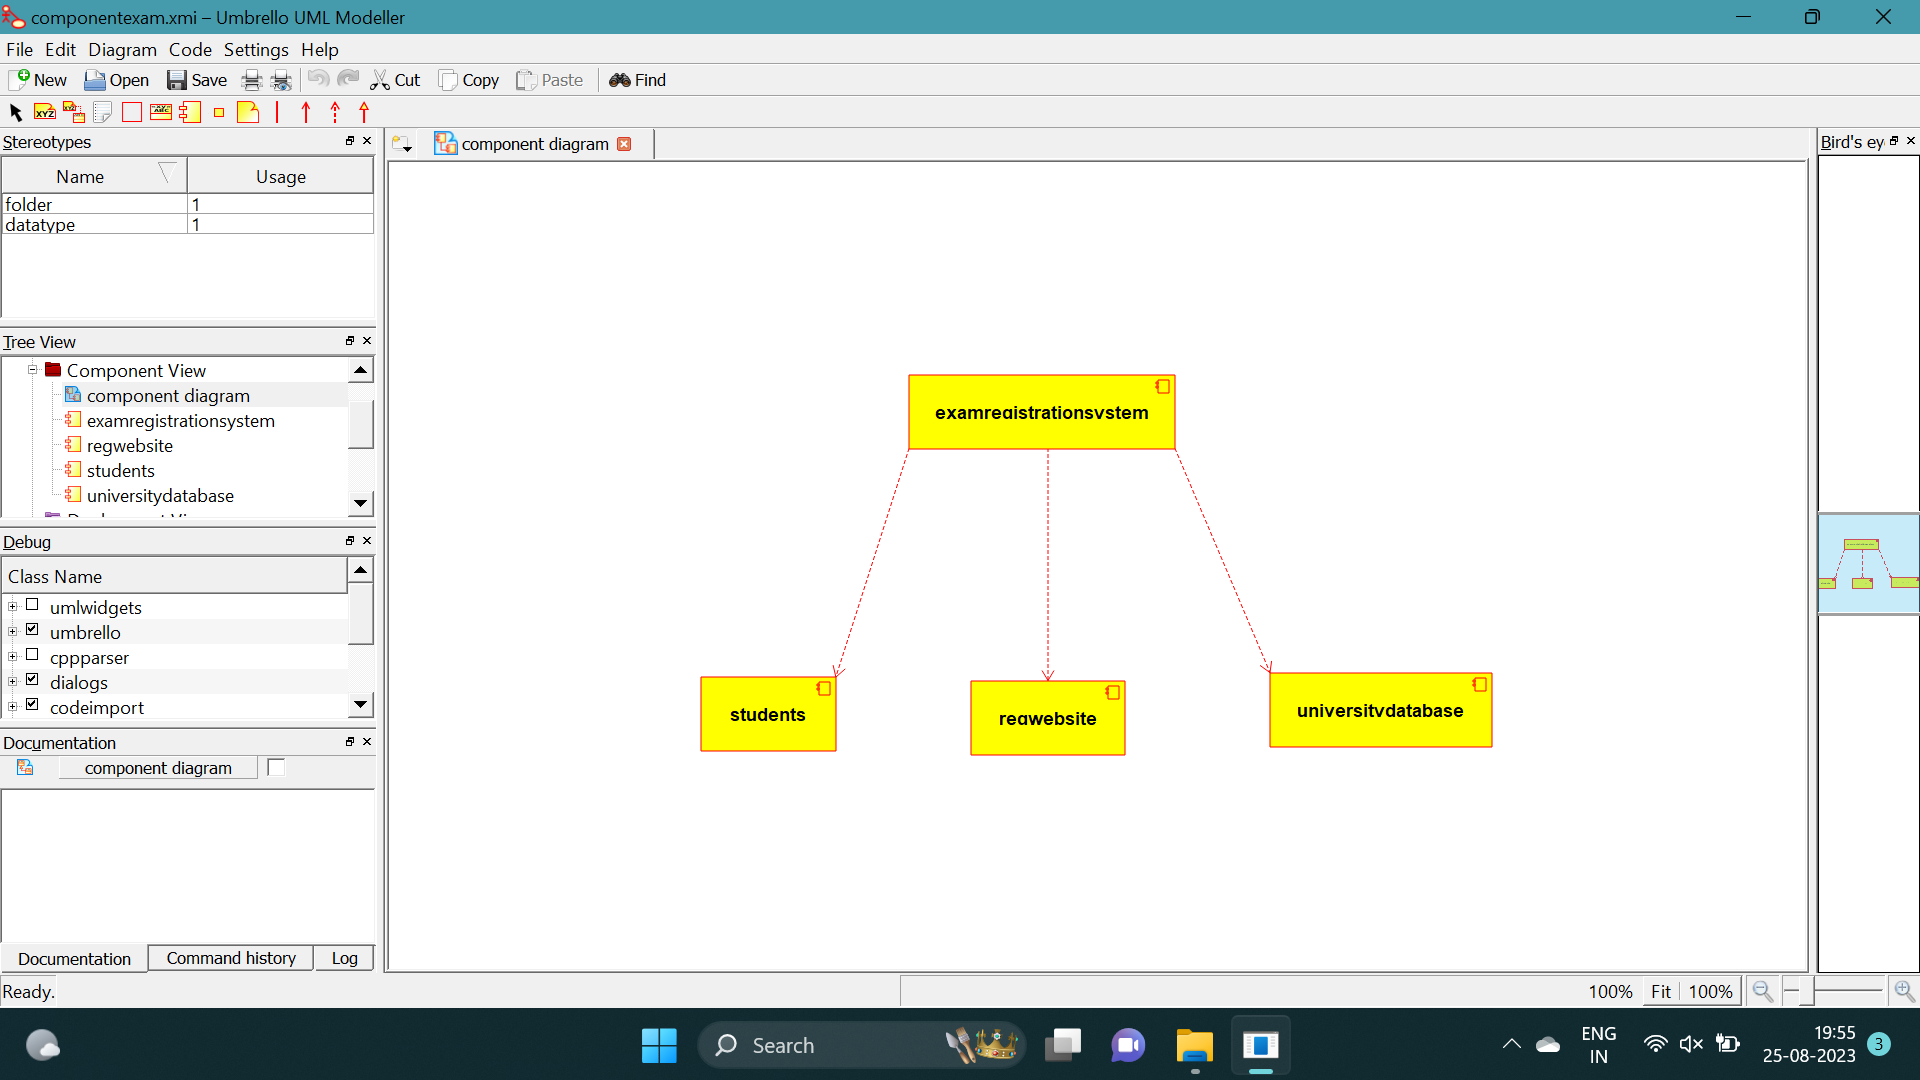 componentexam.xmi – Umbrello UML Modeller
File Edit Diagram Code Settings Help
New Open Save Cut Copy Paste Find
XYZ
Stereotypes
Name Usage
folder 1
datatype 1
Tree View
Component View
component diagram
examregistrationsystem
regwebsite
students
universitydatabase
Debug
Class Name
umlwidgets
umbrello
cppparser
dialogs
codeimport
Documentation
component diagram
Documentation Command history Log
component diagram
examregistrationsystem
students
regwebsite
universitydatabase
Bird's ey
Ready.
100% Fit 100%
Search
ENG
IN
19:55
25-08-2023
3